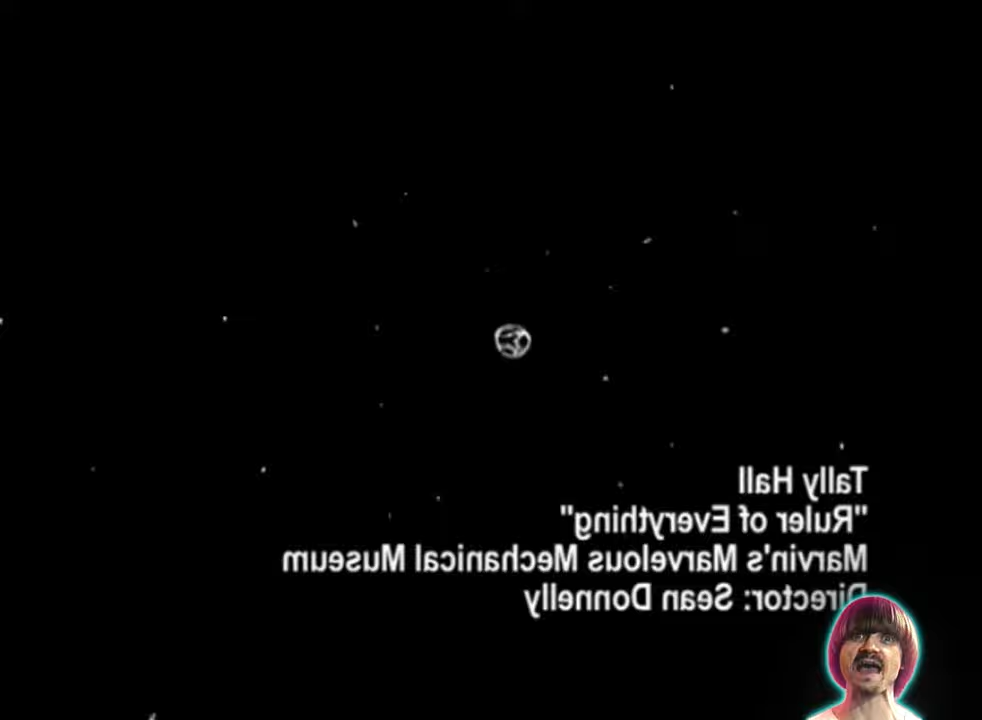 Tally Hall
"Ruler of Everything"
Marvin's Marvelous Mechanical Museum
Director: Sean Donnelly